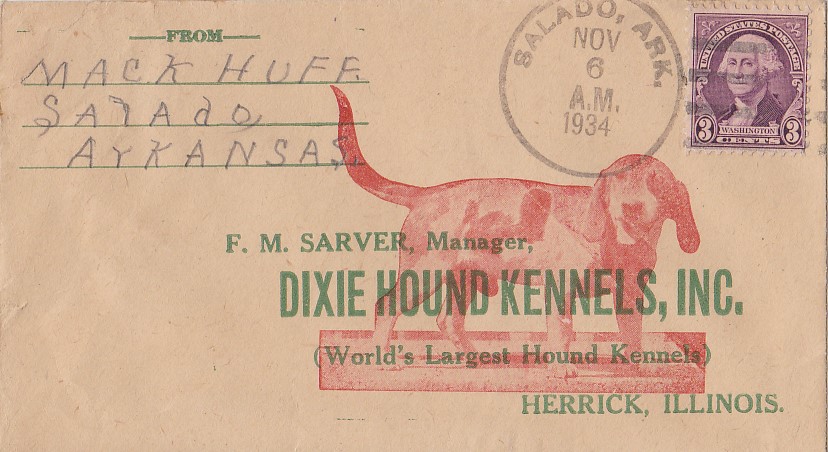 FROM
MACK HUFF.
SALAdO
ArKANSAS.
SALADO, ARK.
NOV
6
A.M.
1934
UNITED STATES POSTAGE
3 WASHINGTON 3
CENTS
F. M. SARVER, Manager,
DIXIE HOUND KENNELS, INC.
(World's Largest Hound Kennels)
HERRICK, ILLINOIS.